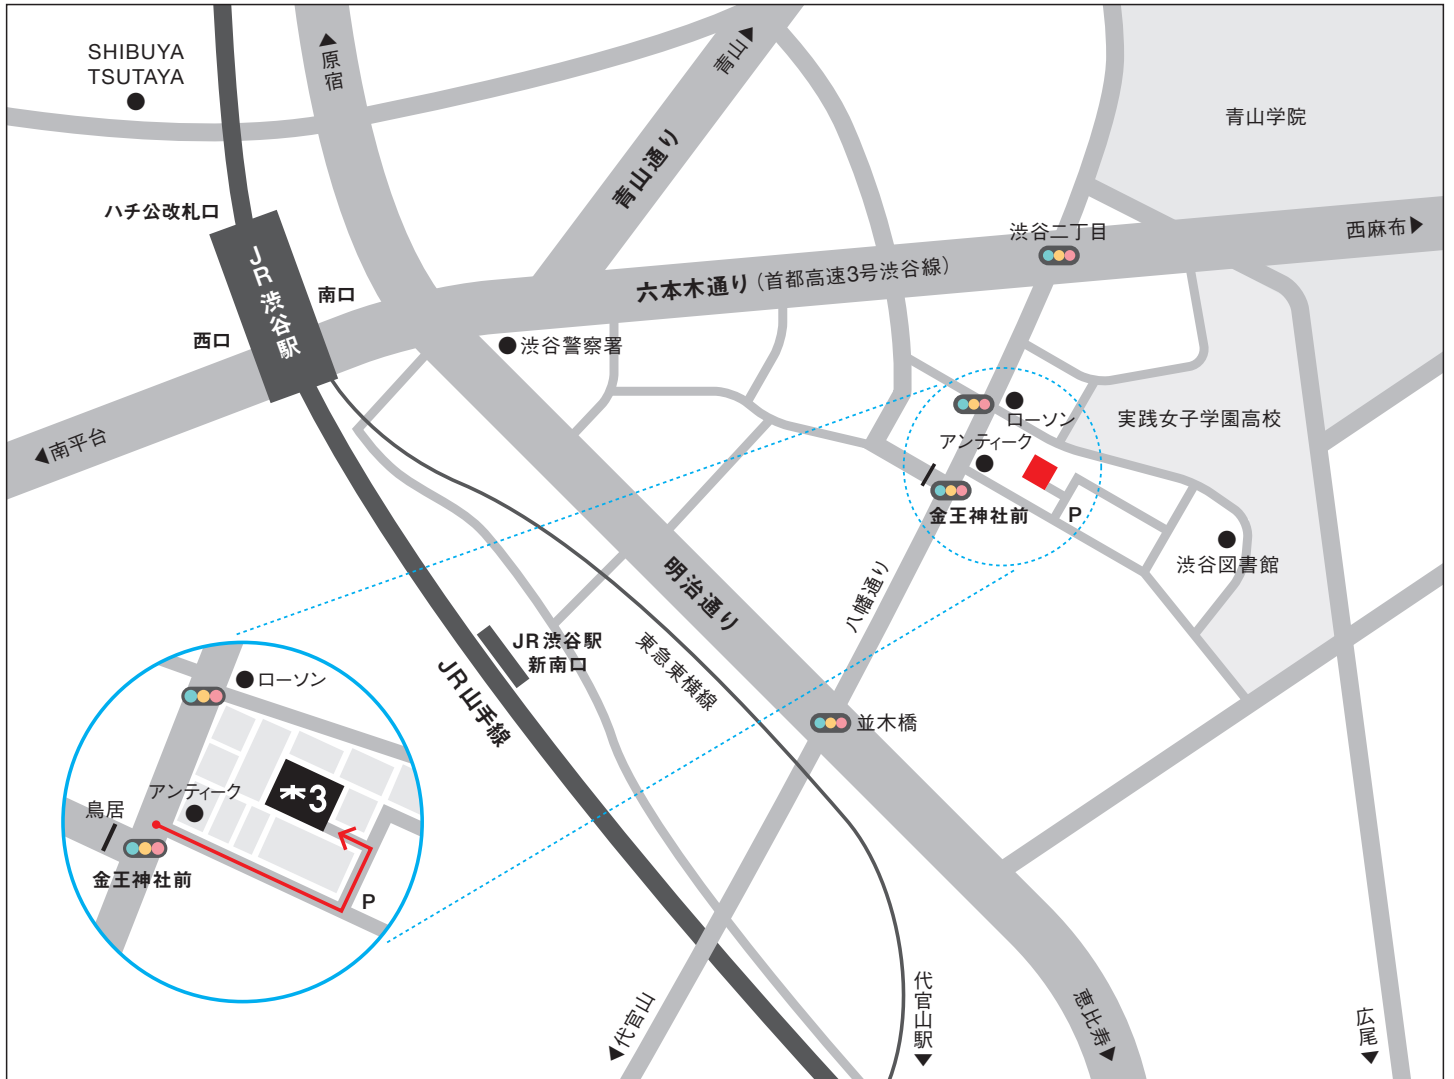 SHIBUYA
TSUTAYA
▲原宿
青山▲
青山学院
青山通り
ハチ公改札口
渋谷二丁目
西麻布▶
JR渋谷駅
南口
六本木通り(首都高速3号渋谷線)
西口
渋谷警察署
◀南平台
ローソン
実践女子学園高校
アンティーク
金王神社前
P
渋谷図書館
八幡通り
明治通り
JR渋谷駅
新南口
東急東横線
JR山手線
並木橋
ローソン
アンティーク
鳥居
3
金王神社前
P
代官山
代官山駅▼
恵比寿
広尾